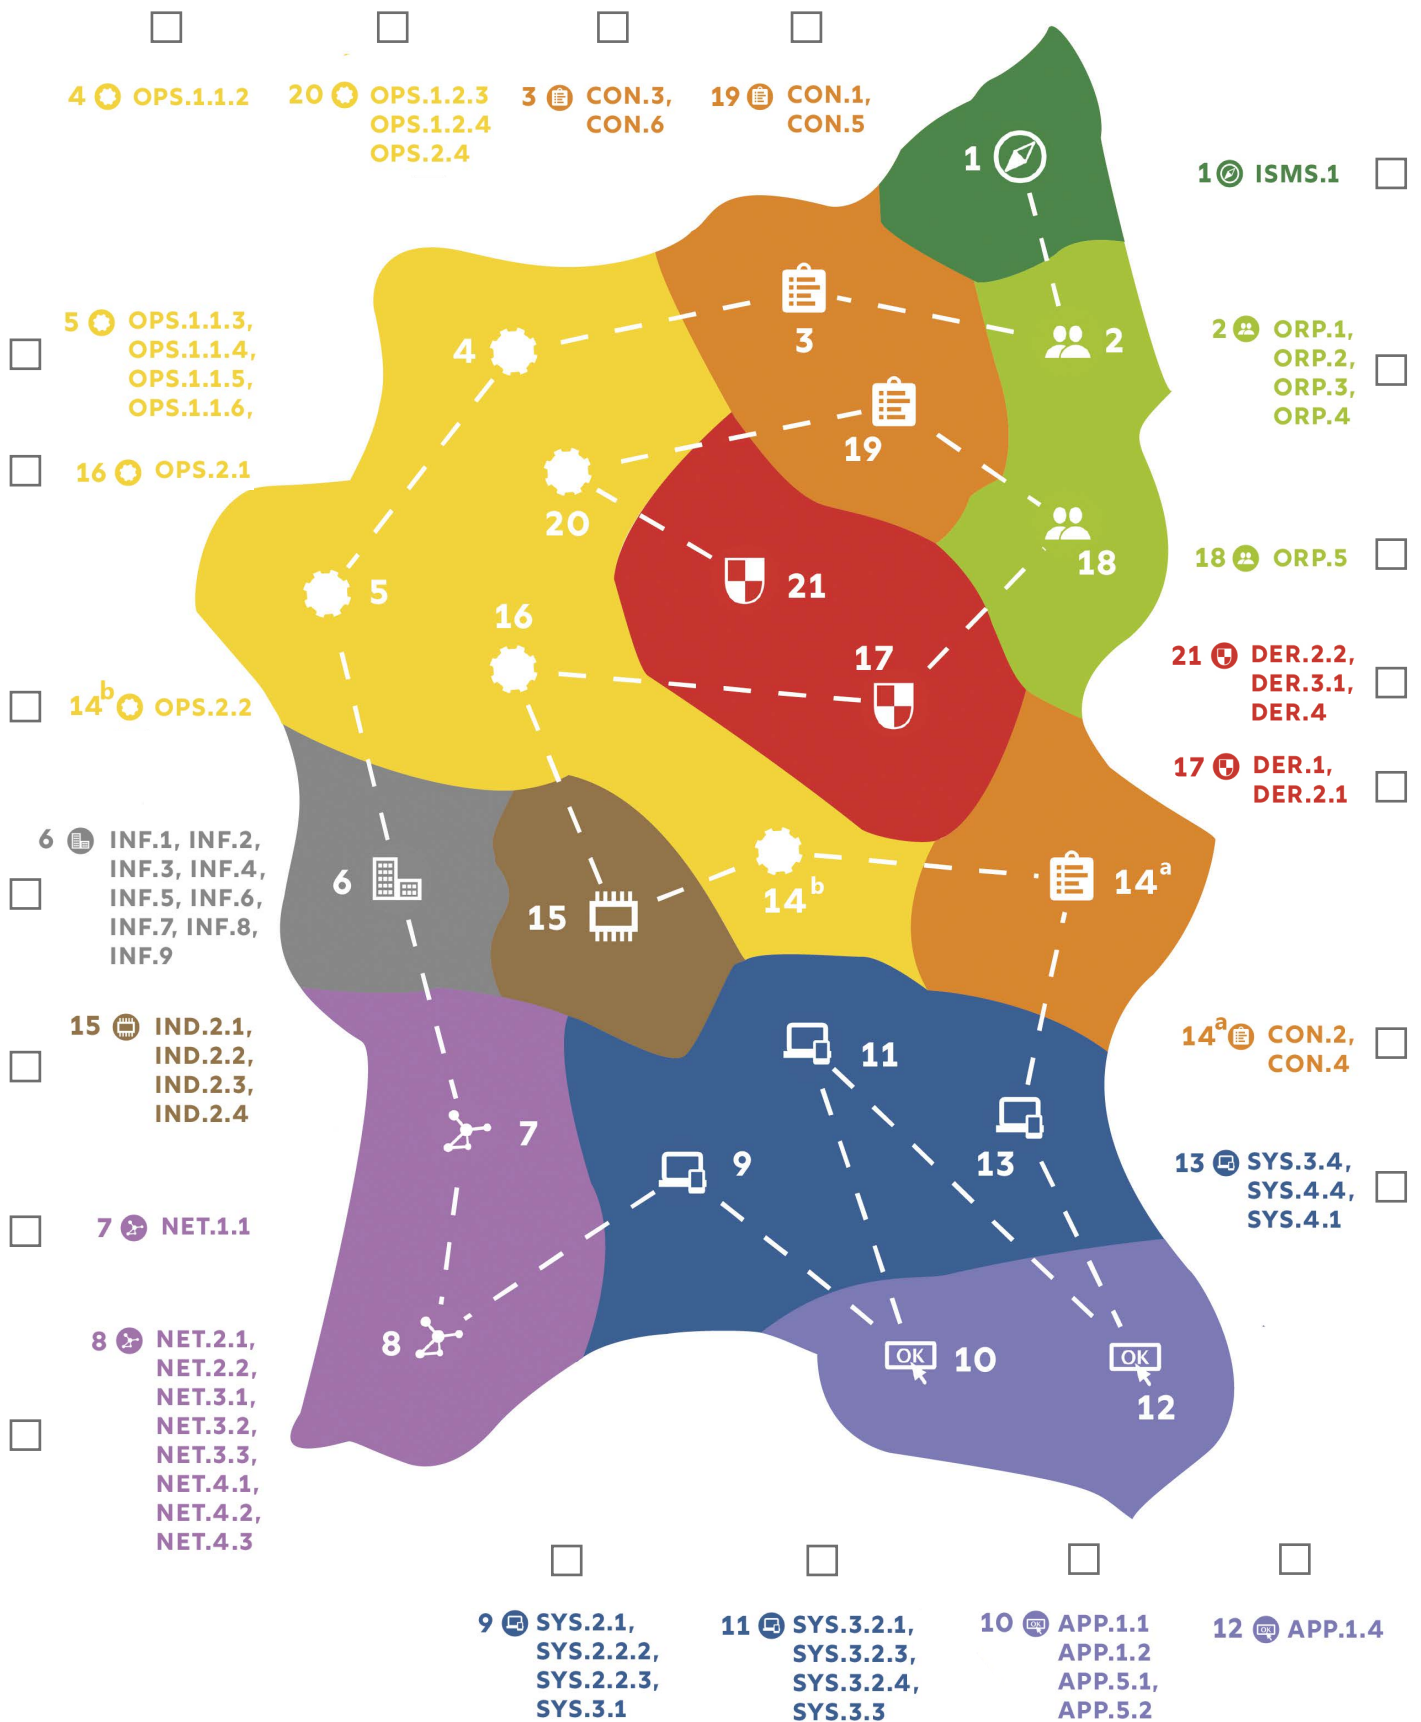 4 OPS.1.1.2
20 OPS.1.2.3
OPS.1.2.4
OPS.2.4
3 CON.3,
CON.6
19 CON.1,
CON.5
1 ISMS.1
5 OPS.1.1.3,
OPS.1.1.4,
OPS.1.1.5,
OPS.1.1.6,
16 OPS.2.1
14b OPS.2.2
6 INF.1, INF.2,
INF.3, INF.4,
INF.5, INF.6,
INF.7, INF.8,
INF.9
15 IND.2.1,
IND.2.2,
IND.2.3,
IND.2.4
7 NET.1.1
8 NET.2.1,
NET.2.2,
NET.3.1,
NET.3.2,
NET.3.3,
NET.4.1,
NET.4.2,
NET.4.3
1
2
3
4
19
20
18
5
21
16
17
6
14a
14b
15
11
7
9
13
8
OK 10
OK
12
2 ORP.1,
ORP.2,
ORP.3,
ORP.4
18 ORP.5
21 DER.2.2,
DER.3.1,
DER.4
17 DER.1,
DER.2.1
14a CON.2,
CON.4
13 SYS.3.4,
SYS.4.4,
SYS.4.1
9 SYS.2.1,
SYS.2.2.2,
SYS.2.2.3,
SYS.3.1
11 SYS.3.2.1,
SYS.3.2.3,
SYS.3.2.4,
SYS.3.3
10 OK APP.1.1
APP.1.2
APP.5.1,
APP.5.2
12 OK APP.1.4